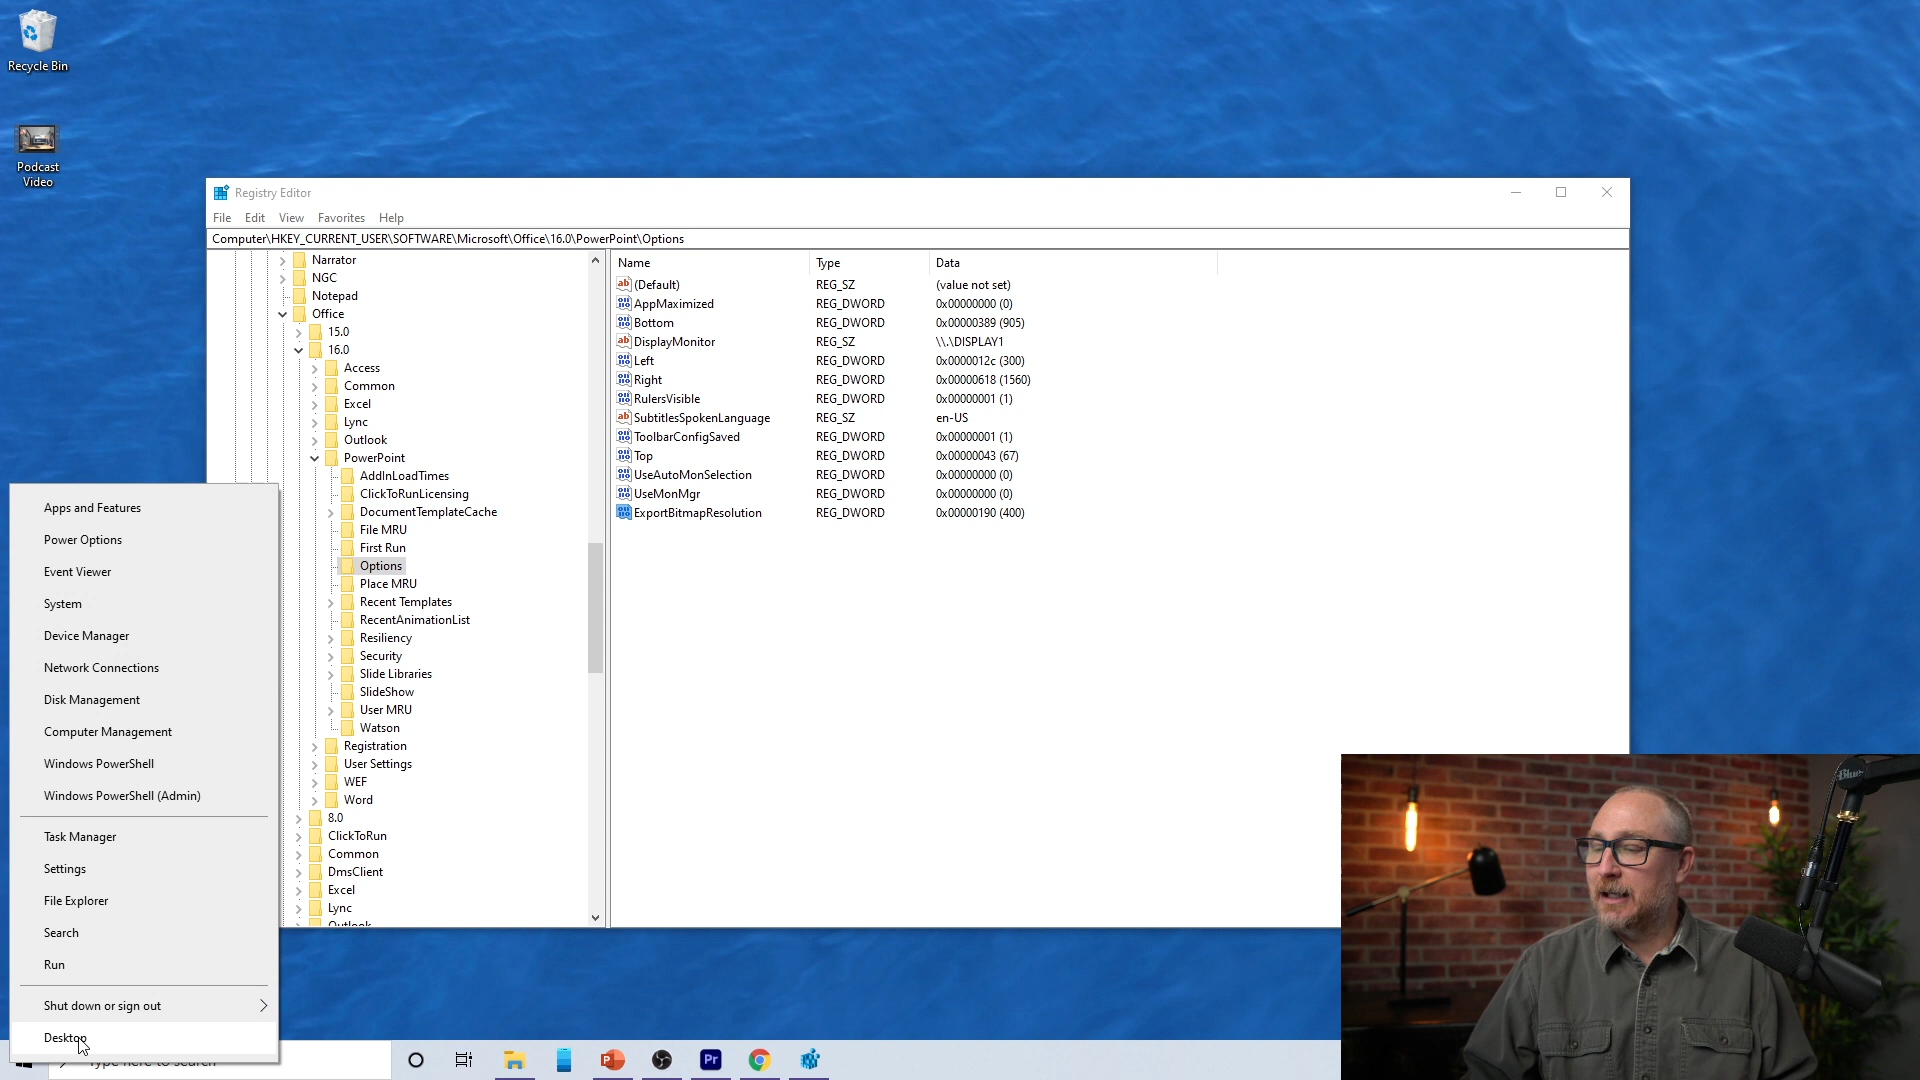 Recycle Bin
Podcast
Video
Registry Editor
File Edit View Favorites Help
Computer\HKEY_CURRENT_USER\SOFTWARE\Microsoft\Office\16.0\PowerPoint\Options
Narrator
NGC
Notepad
Office
15.0
16.0
Access
Common
Excel
Lync
Outlook
PowerPoint
AddInLoadTimes
ClickToRunLicensing
DocumentTemplateCache
File MRU
First Run
Options
Place MRU
Recent Templates
RecentAnimationList
Resiliency
Security
Slide Libraries
SlideShow
User MRU
Watson
Registration
User Settings
WEF
Word
8.0
ClickToRun
Common
DmsClient
Excel
Lync
Outlook
Name Type Data
(Default) REG_SZ (value not set)
AppMaximized REG_DWORD 0x00000000 (0)
Bottom REG_DWORD 0x00000389 (905)
DisplayMonitor REG_SZ \\.\DISPLAY1
Left REG_DWORD 0x0000012c (300)
Right REG_DWORD 0x00000618 (1560)
RulersVisible REG_DWORD 0x00000001 (1)
SubtitlesSpokenLanguage REG_SZ en-US
ToolbarConfigSaved REG_DWORD 0x00000001 (1)
Top REG_DWORD 0x00000043 (67)
UseAutoMonSelection REG_DWORD 0x00000000 (0)
UseMonMgr REG_DWORD 0x00000000 (0)
ExportBitmapResolution REG_DWORD 0x00000190 (400)
Apps and Features
Power Options
Event Viewer
System
Device Manager
Network Connections
Disk Management
Computer Management
Windows PowerShell
Windows PowerShell (Admin)
Task Manager
Settings
File Explorer
Search
Run
Shut down or sign out
Desktop
Type here to search
P
Pr
Blue